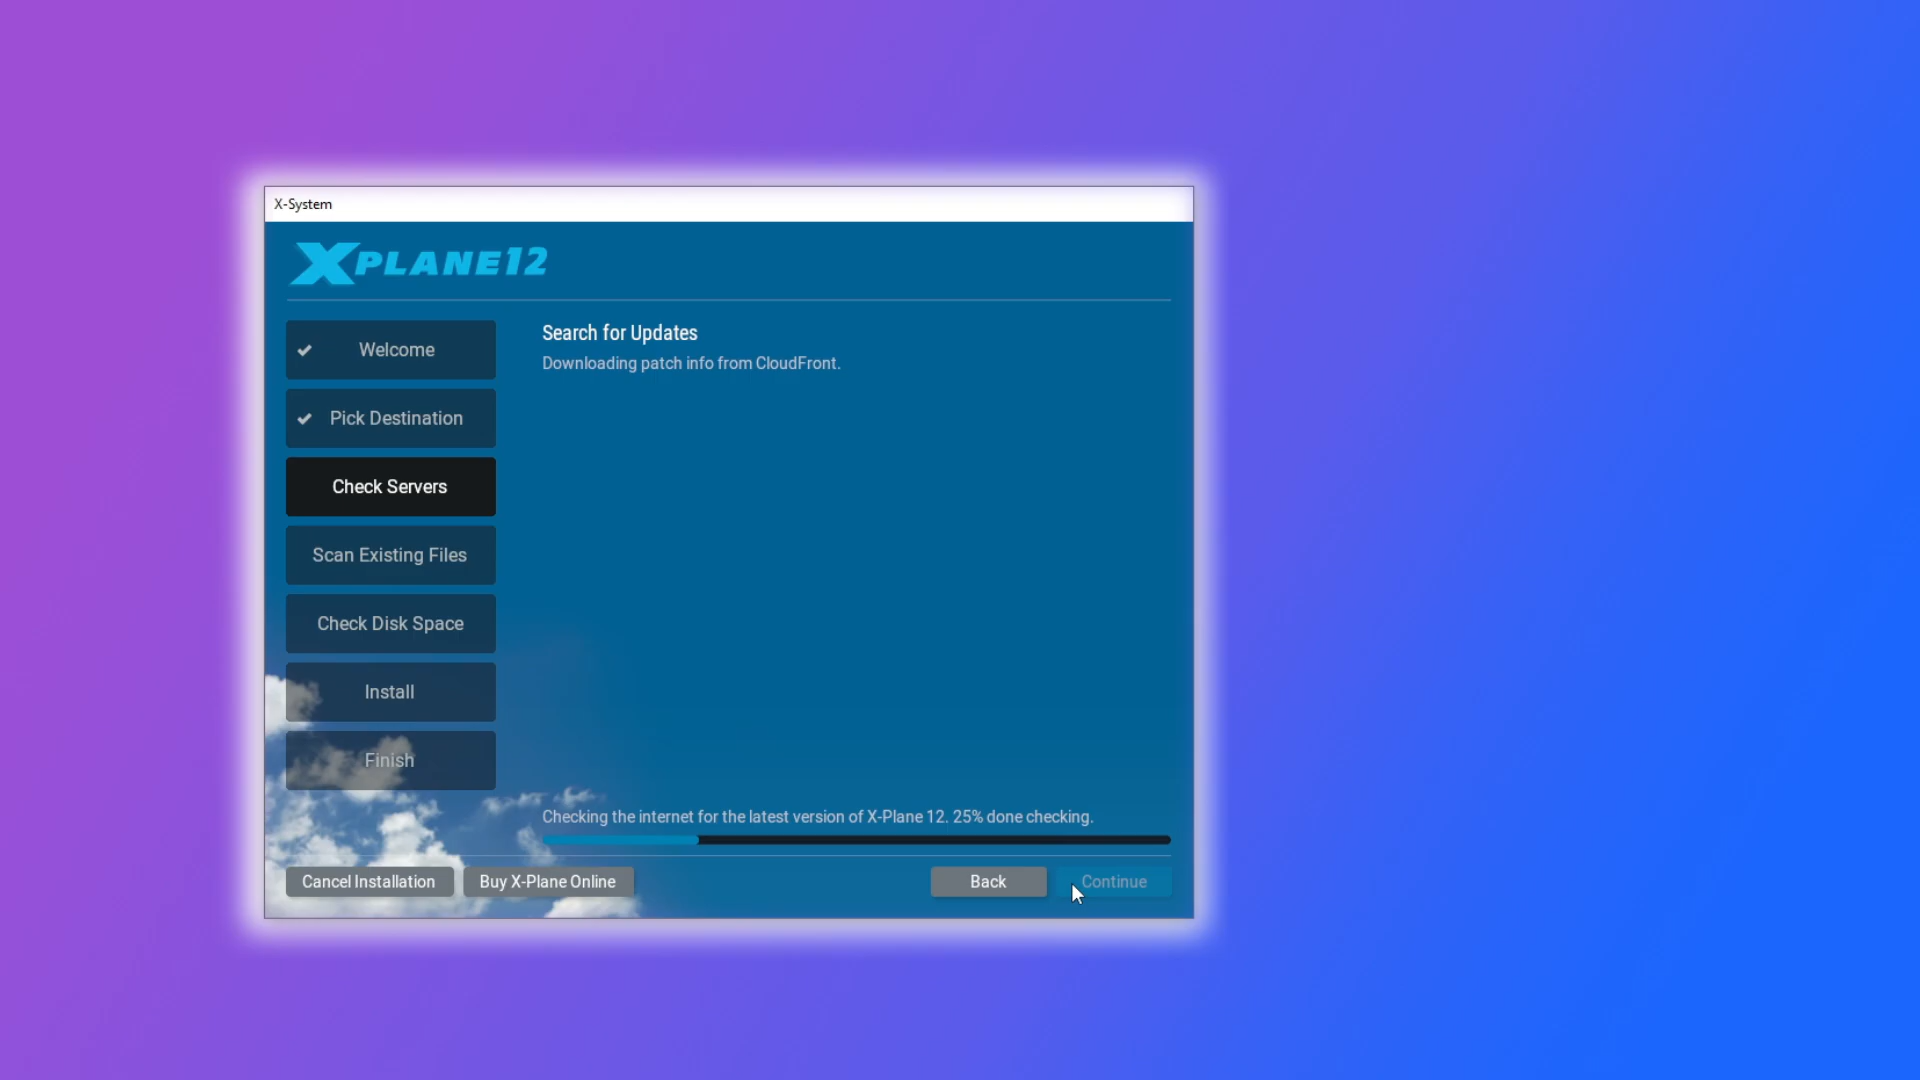 X-System
XPLANE12
Welcome
Pick Destination
Check Servers
Scan Existing Files
Check Disk Space
Install
Finish
Search for Updates
Downloading patch info from CloudFront.
Checking the internet for the latest version of X-Plane 12. 25% done checking.
Cancel Installation
Buy X-Plane Online
Back
Continue